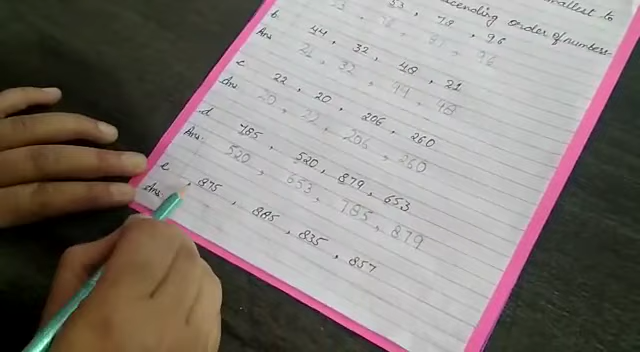 smallest to
ascending order of numbers
53, 78, 96
b.
44, 32, 48, 21
Ans
21, 32, 44, 48
c
22, 20, 206, 260
Ans
20, 22, 206, 260
d
785, 520, 879, 653
Ans.
520, 653, 785, 879
e
875, 885, 835, 857
Ans.